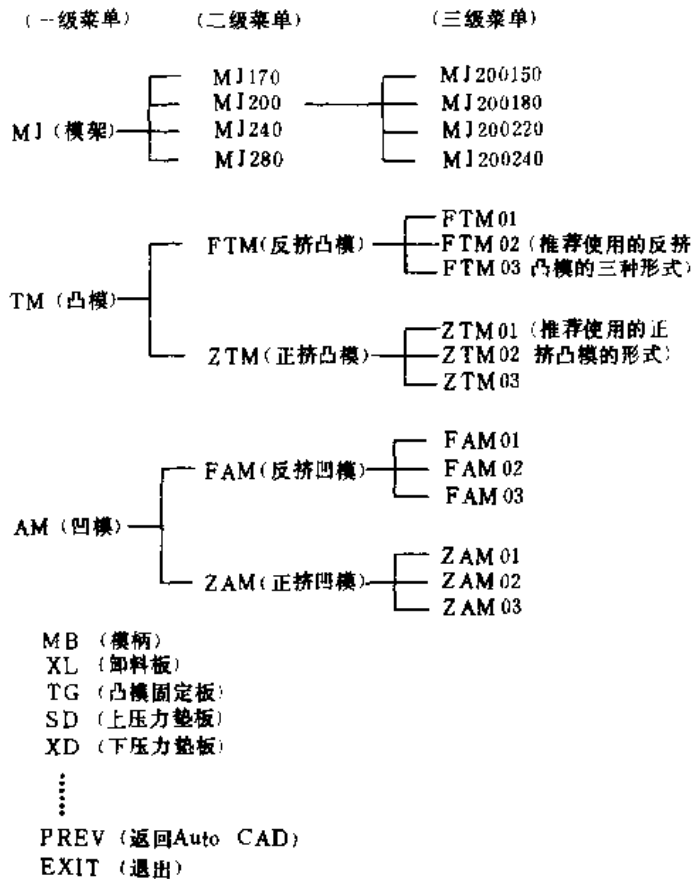 (一级菜单) (二级菜单) (三级菜单)
MJ170 MJ200150
MJ200 MJ200180
MJ(模架) MJ240 MJ200220
MJ280 MJ200240
FTM01
FTM(反挤凸模) FTM02(推荐使用的反挤
FTM03 凸模的三种形式)
TM(凸模)
ZTM01(推荐使用的正
ZTM(正挤凸模) ZTM02 挤凸模的形式)
ZTM03
FAM01
FAM(反挤凹模) FAM02
FAM03
AM(凹模)
ZAM01
ZAM(正挤凹模) ZAM02
ZAM03
MB (模柄)
XL (卸料板)
TG (凸模固定板)
SD (上压力垫板)
XD (下压力垫板)
PREV (返回Auto CAD)
EXIT (退出)